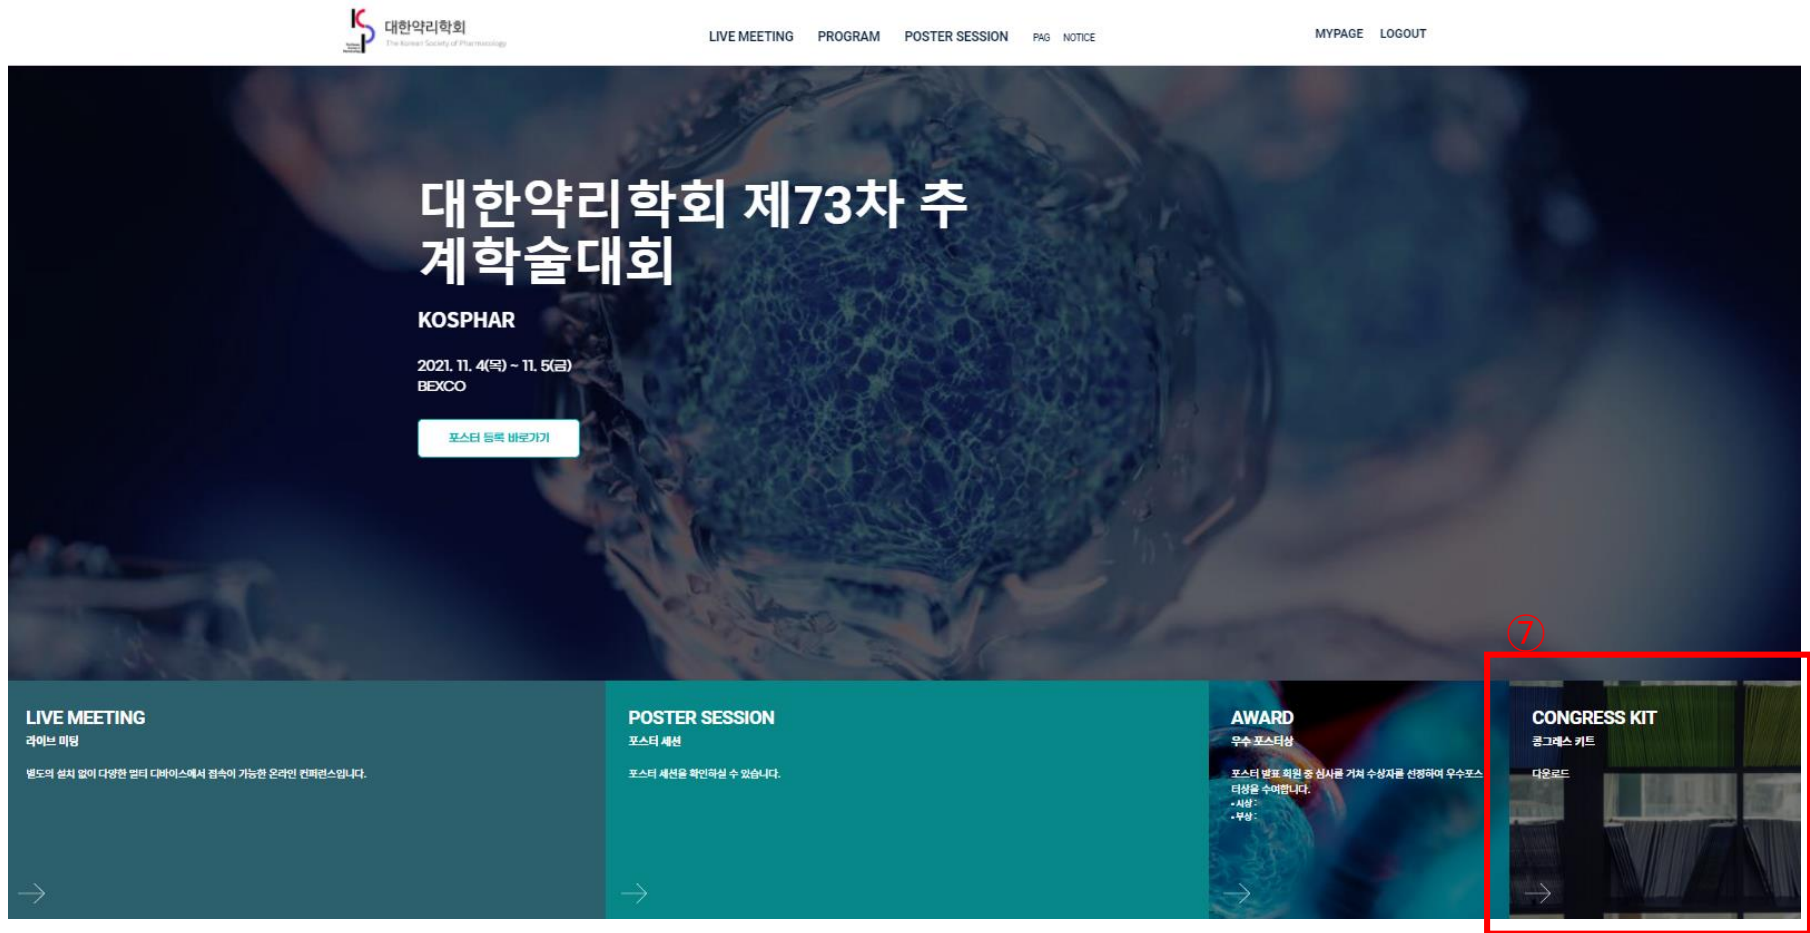 대한약리학회
The Korean Society of Pharmacology
LIVE MEETING PROGRAM POSTER SESSION PAG NOTICE
MYPAGE LOGOUT
대한약리학회 제73차 추
계학술대회
KOSPHAR
2021. 11. 4(목) ~ 11. 5(금)
BEXCO
포스터 등록 바로가기
⑦
LIVE MEETING
라이브 미팅
별도의 설치 없이 다양한 멀티 디바이스에서 접속이 가능한 온라인 컨퍼런스입니다.
POSTER SESSION
포스터 세션
포스터 세션을 확인하실 수 있습니다.
AWARD
우수 포스터상
포스터 발표 회원 중 심사를 거쳐 수상자를 선정하여 우수포스
터상을 수여합니다.
• 시상 :
• 부상 :
CONGRESS KIT
콩그레스 키트
다운로드